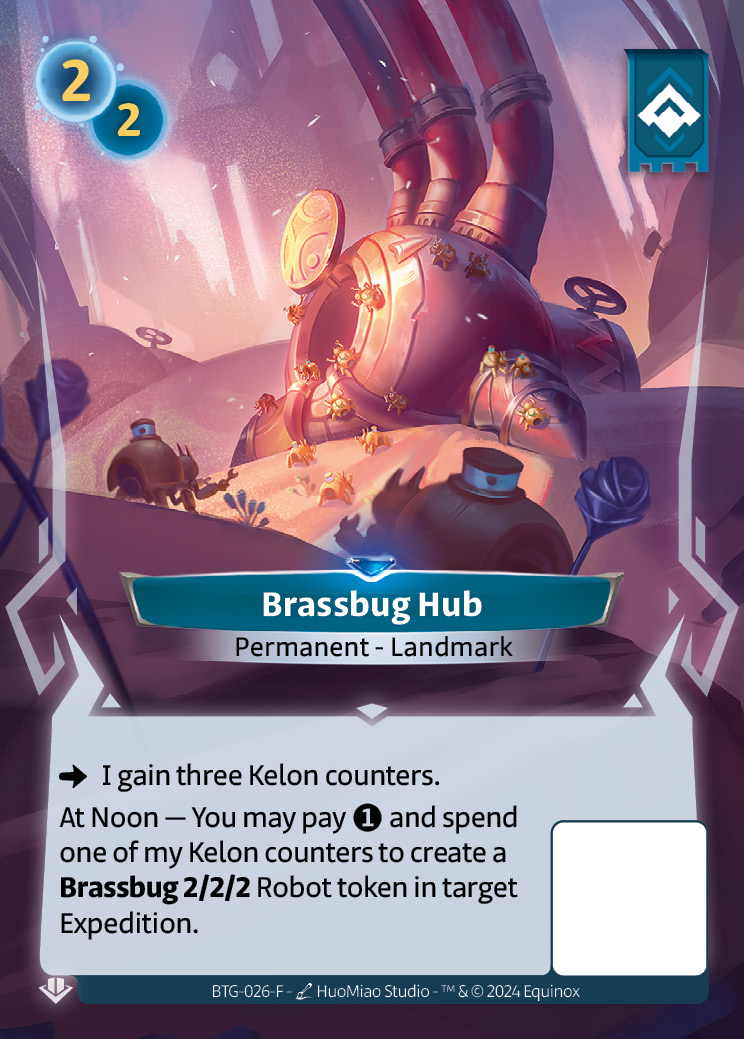 2
2
Brassbug Hub
Permanent - Landmark
I gain three Kelon counters.
At Noon — You may pay 1 and spend
one of my Kelon counters to create a
Brassbug 2/2/2 Robot token in target
Expedition.
BTG-026-F - HuoMiao Studio - ™ & © 2024 Equinox